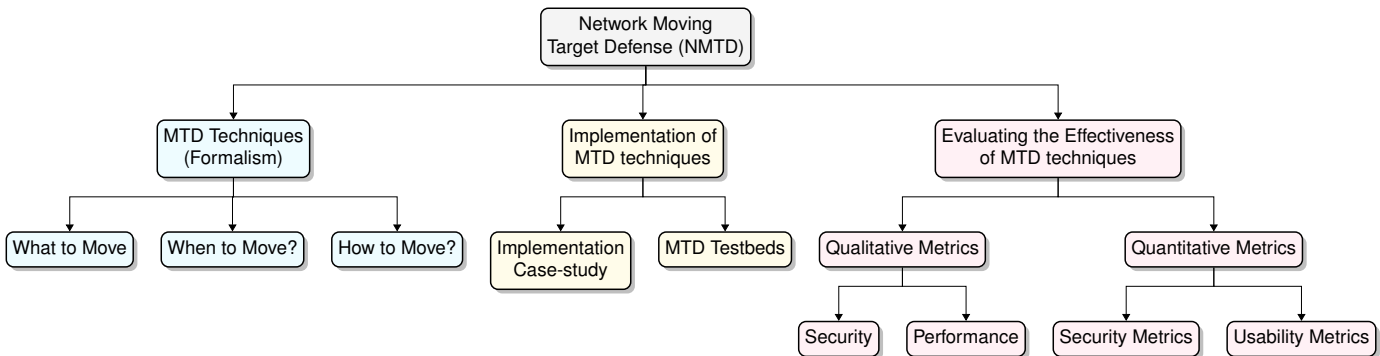 Network Moving
Target Defense (NMTD)
MTD Techniques
(Formalism)
Implementation of
MTD techniques
Evaluating the Effectiveness
of MTD techniques
What to Move
When to Move?
How to Move?
Implementation
Case-study
MTD Testbeds
Qualitative Metrics
Quantitative Metrics
Security
Performance
Security Metrics
Usability Metrics